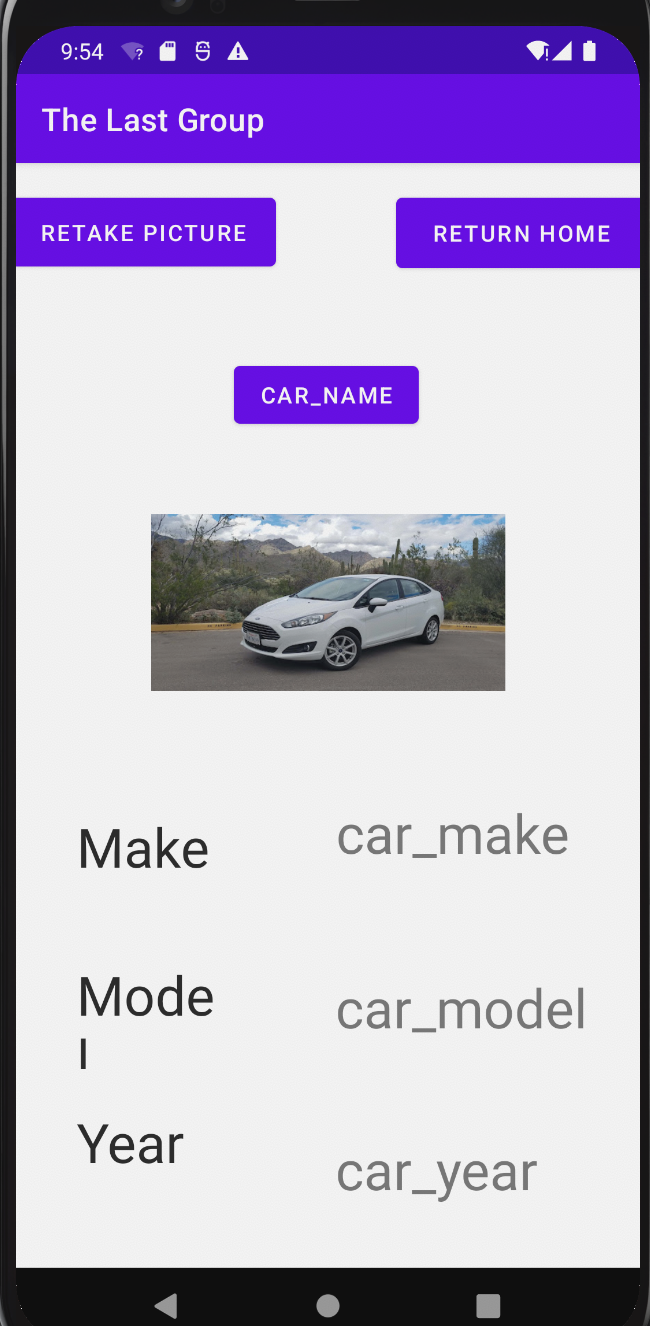 9:54
The Last Group
RETAKE PICTURE
RETURN HOME
CAR_NAME
Make
car_make
Mode
l
car_model
Year
car_year